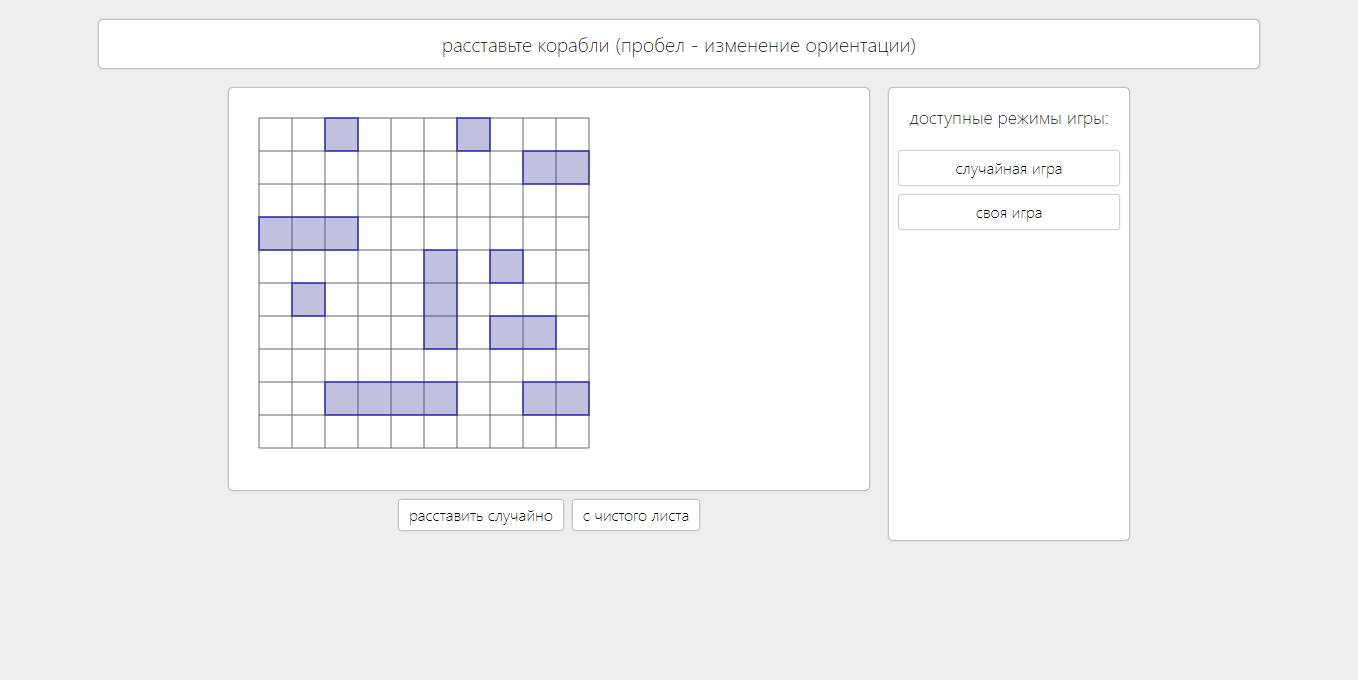 расставьте корабли (пробел - изменение ориентации)
доступные режимы игры:
случайная игра
своя игра
расставить случайно
с чистого листа